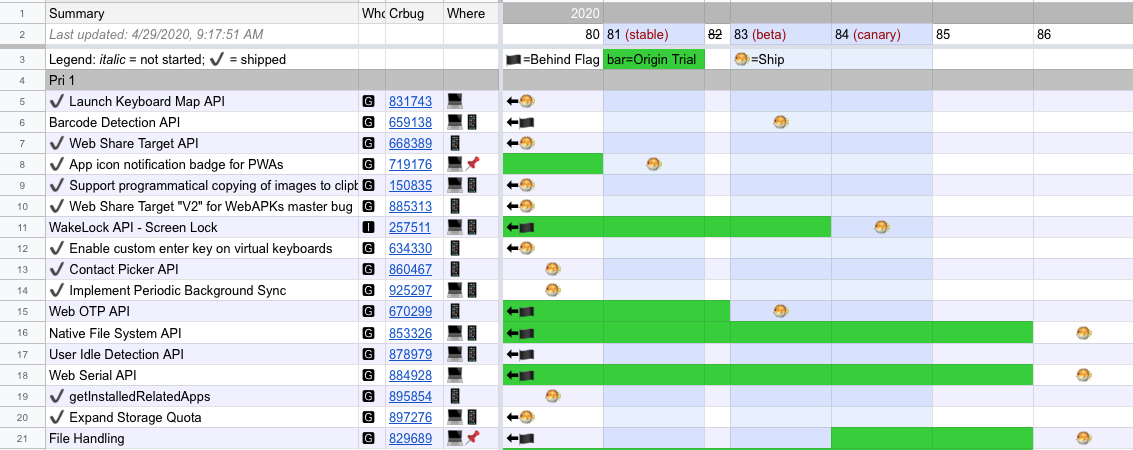 1 Summary Who Crbug Where 2020
2 Last updated: 4/29/2020, 9:17:51 AM 80 81 (stable) 82 83 (beta) 84 (canary) 85 86
3 Legend: italic = not started; ✔ = shipped =Behind Flag bar=Origin Trial =Ship
4 Pri 1
5 ✔ Launch Keyboard Map API G 831743
6 Barcode Detection API G 659138
7 ✔ Web Share Target API G 668389
8 ✔ App icon notification badge for PWAs G 719176
9 ✔ Support programmatical copying of images to clipb G 150835
10 ✔ Web Share Target "V2" for WebAPKs master bug G 885313
11 WakeLock API - Screen Lock I 257511
12 ✔ Enable custom enter key on virtual keyboards G 634330
13 ✔ Contact Picker API G 860467
14 ✔ Implement Periodic Background Sync G 925297
15 Web OTP API G 670299
16 Native File System API G 853326
17 User Idle Detection API G 878979
18 Web Serial API G 884928
19 ✔ getInstalledRelatedApps G 895854
20 ✔ Expand Storage Quota G 897276
21 File Handling G 829689